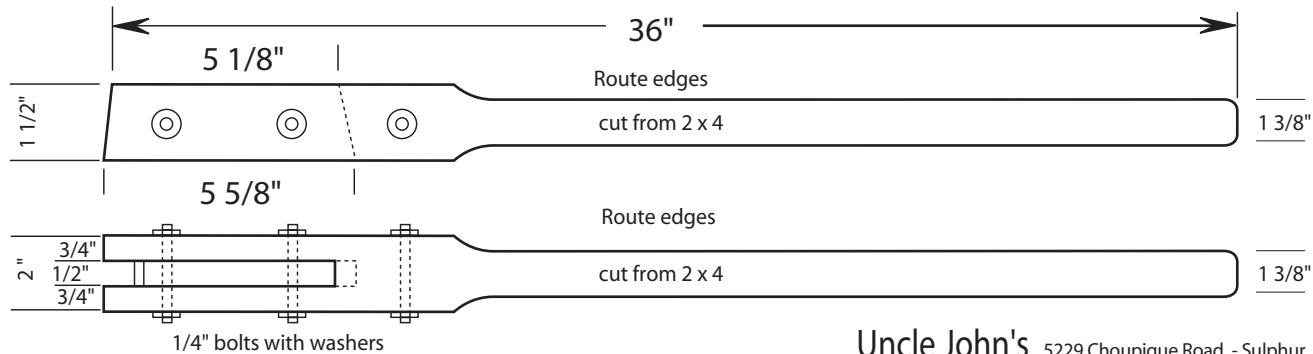 36"
5 1/8"
Route edges
1 1/2"
cut from 2 x 4
1 3/8"
5 5/8"
Route edges
2"
3/4"
1/2"
3/4"
cut from 2 x 4
1 3/8"
1/4" bolts with washers
Uncle John's 5229 Choupique Road - Sulphur